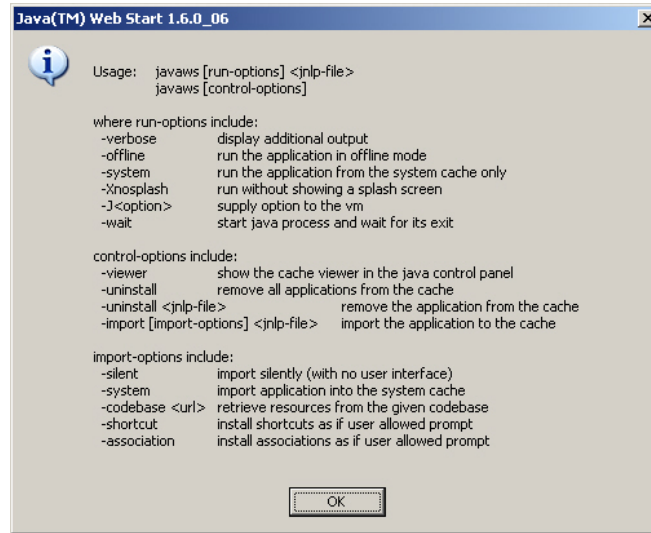 Java(TM) Web Start 1.6.0_06
Usage: javaws [run-options] <jnlp-file>
javaws [control-options]
where run-options include:
-verbose display additional output
-offline run the application in offline mode
-system run the application from the system cache only
-Xnosplash run without showing a splash screen
-J<option> supply option to the vm
-wait start java process and wait for its exit
control-options include:
-viewer show the cache viewer in the java control panel
-uninstall remove all applications from the cache
-uninstall <jnlp-file> remove the application from the cache
-import [import-options] <jnlp-file> import the application to the cache
import-options include:
-silent import silently (with no user interface)
-system import application into the system cache
-codebase <url> retrieve resources from the given codebase
-shortcut install shortcuts as if user allowed prompt
-association install associations as if user allowed prompt
OK